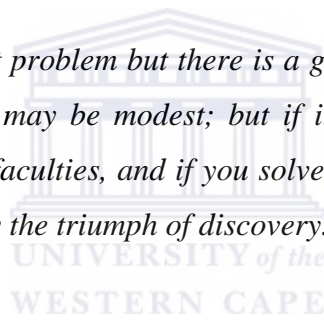 problem but there is a g
may be modest; but if i
faculties, and if you solve
the triumph of discovery.
UNIVERSITY of the
WESTERN CAPE